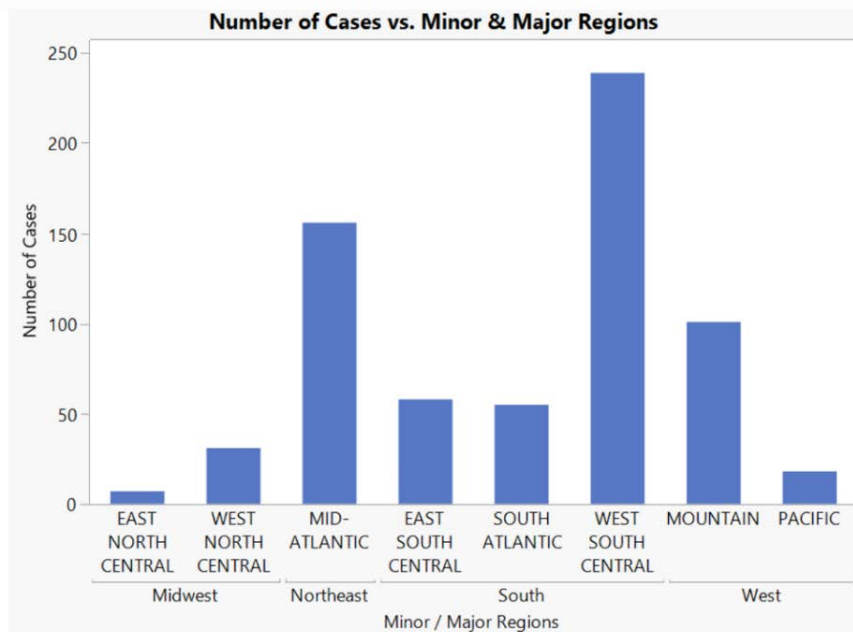 Number of Cases vs. Minor & Major Regions
Number of Cases
250
200
150
100
50
0
EAST NORTH CENTRAL
WEST NORTH CENTRAL
MID-ATLANTIC
EAST SOUTH CENTRAL
SOUTH ATLANTIC
WEST SOUTH CENTRAL
MOUNTAIN
PACIFIC
Midwest
Northeast
South
West
Minor / Major Regions